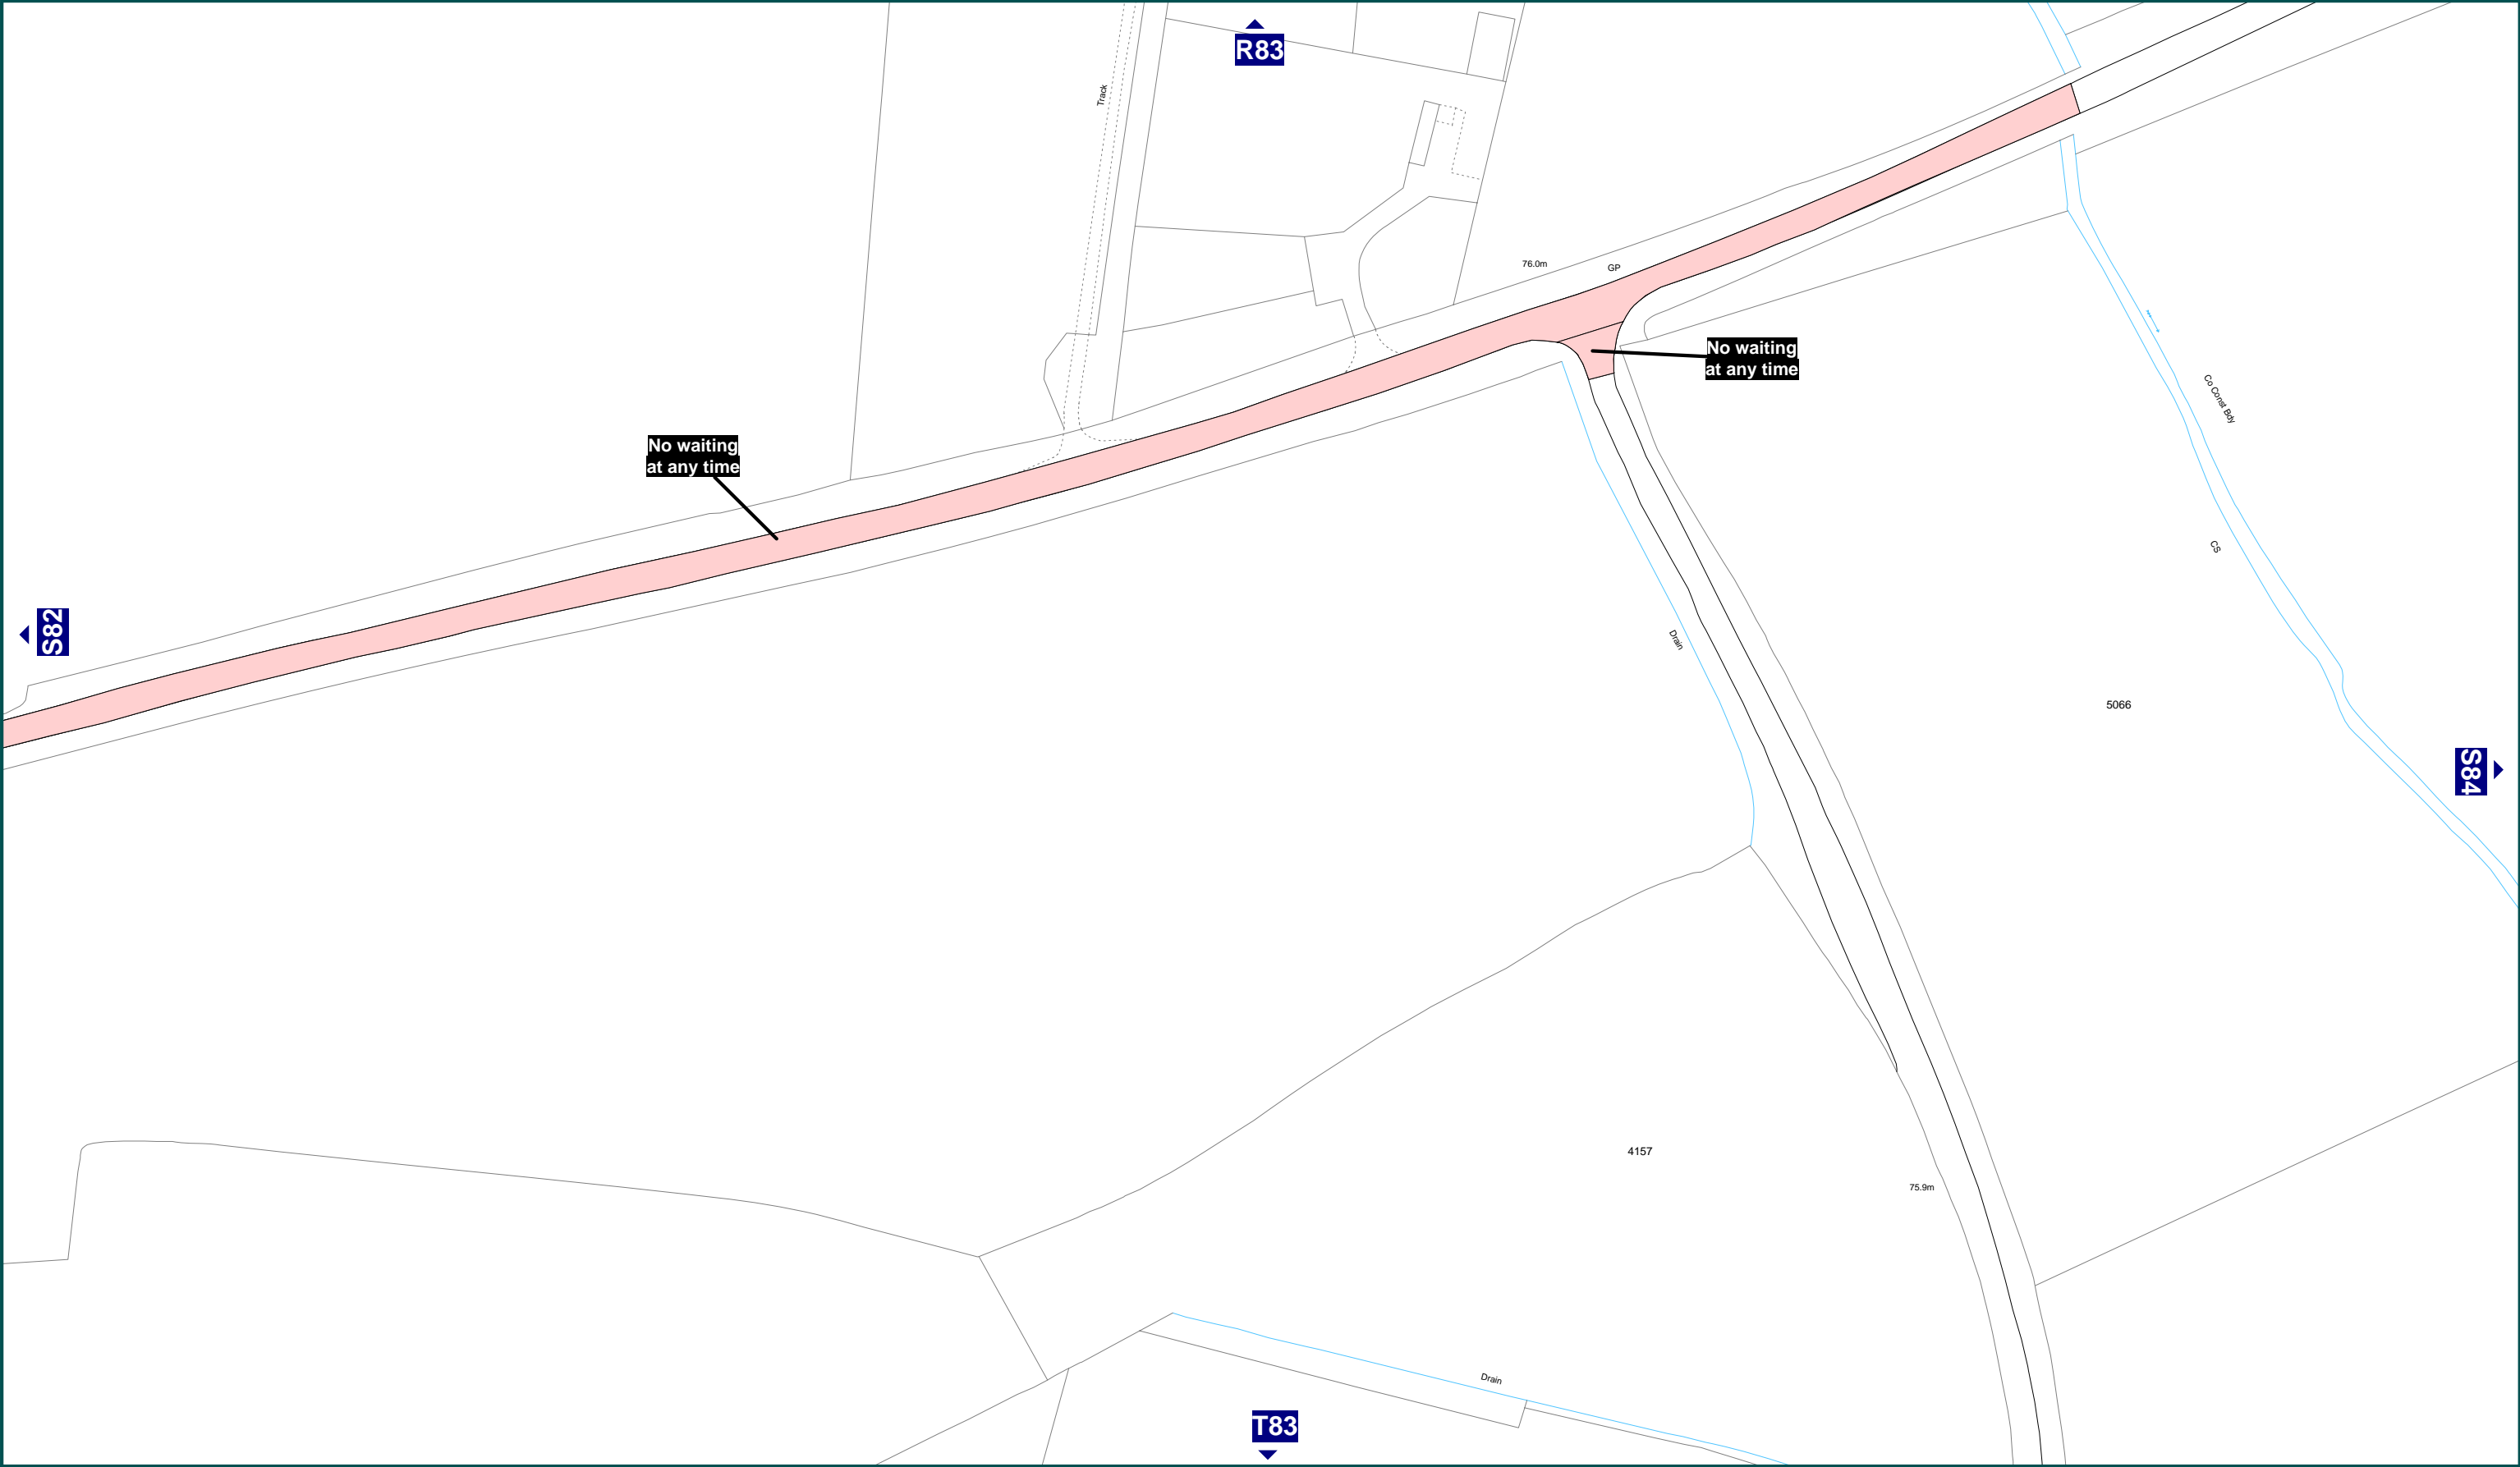 R83
Track
76.0m
GP
No waiting
at any time
Co Const Bdy
No waiting
at any time
CS
S82
Drain
5066
S84
4157
75.9m
Drain
T83